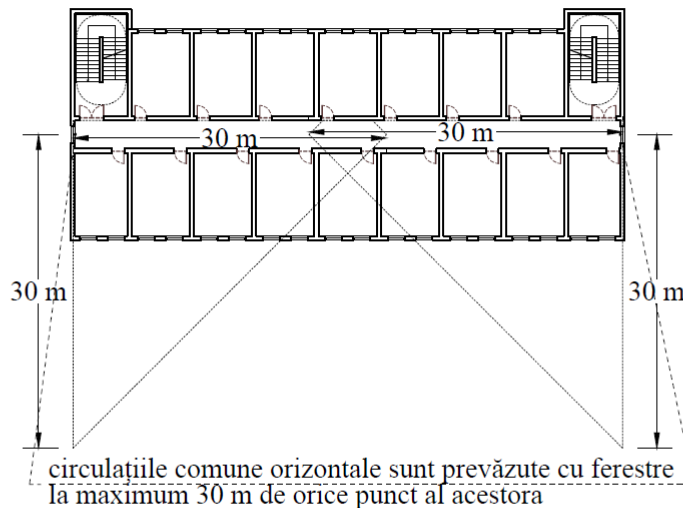 30 m
30 m
30 m
30 m
circulațiile comune orizontale sunt prevăzute cu ferestre
la maximum 30 m de orice punct al acestora